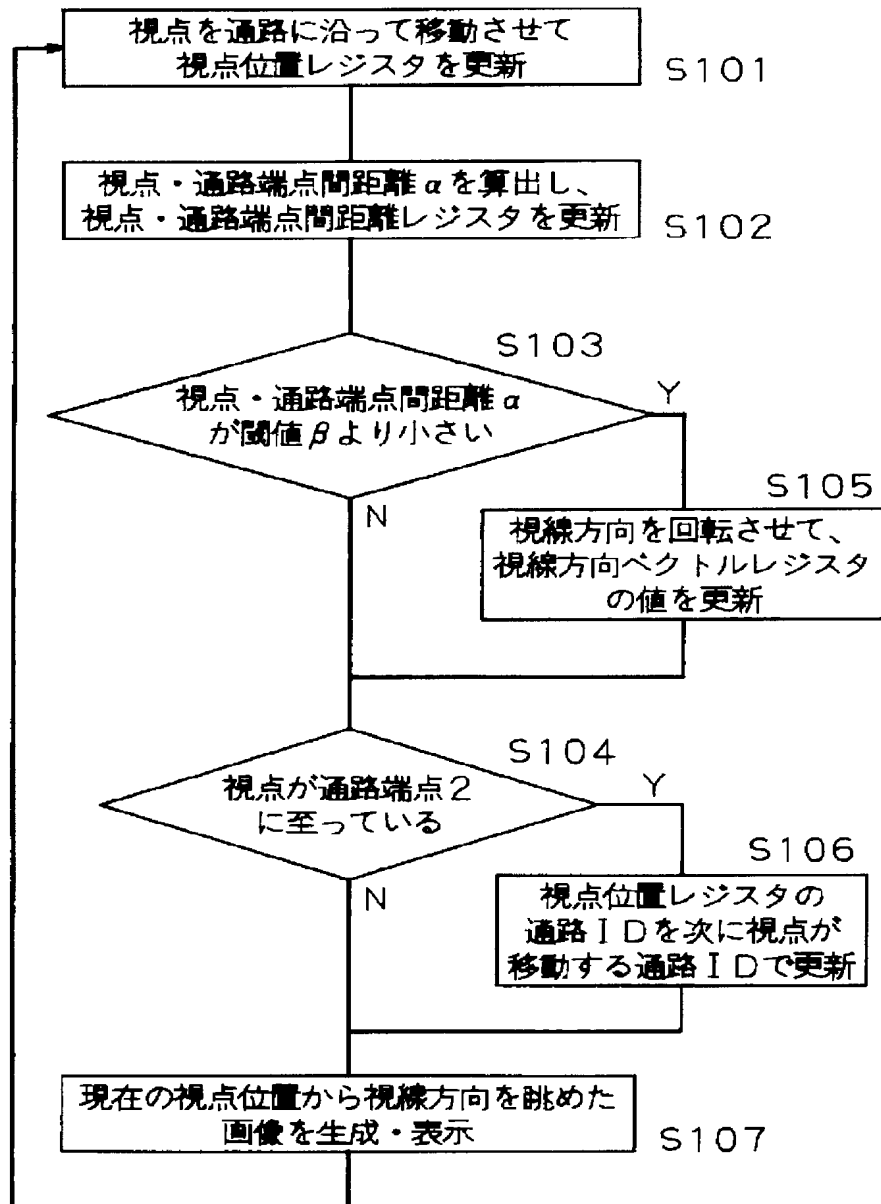 視点を通路に沿って移動させて
視点位置レジスタを更新
S101
視点・通路端点間距離αを算出し、
視点・通路端点間距離レジスタを更新
S102
S103
視点・通路端点間距離α
が閾値βより小さい
Y
N
S105
視線方向を回転させて、
視線方向ベクトルレジスタ
の値を更新
S104
視点が通路端点2
に至っている
Y
N
S106
視点位置レジスタの
通路IDを次に視点が
移動する通路IDで更新
現在の視点位置から視線方向を眺めた
画像を生成・表示
S107